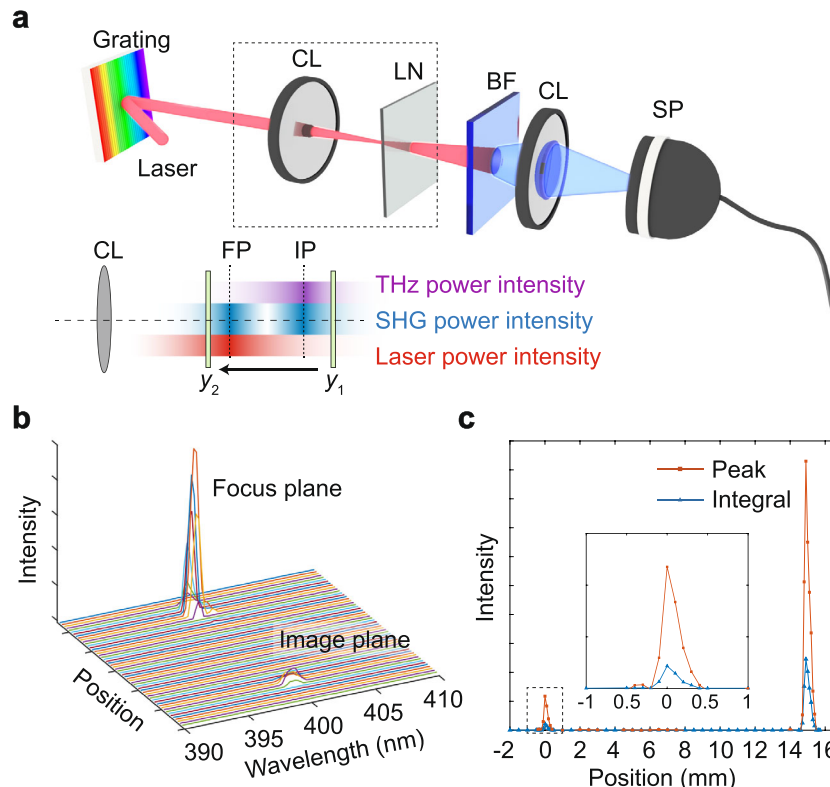 a
Grating
CL
LN
BF
CL
SP
Laser
CL
FP
IP
THz power intensity
SHG power intensity
Laser power intensity
y2
y1
b
Focus plane
Image plane
Intensity
Position
390
395
400
405
410
Wavelength (nm)
c
Peak
Integral
Intensity
-1
-0.5
0
0.5
1
-2 0 2 4 6 8 10 12 14 16
Position (mm)